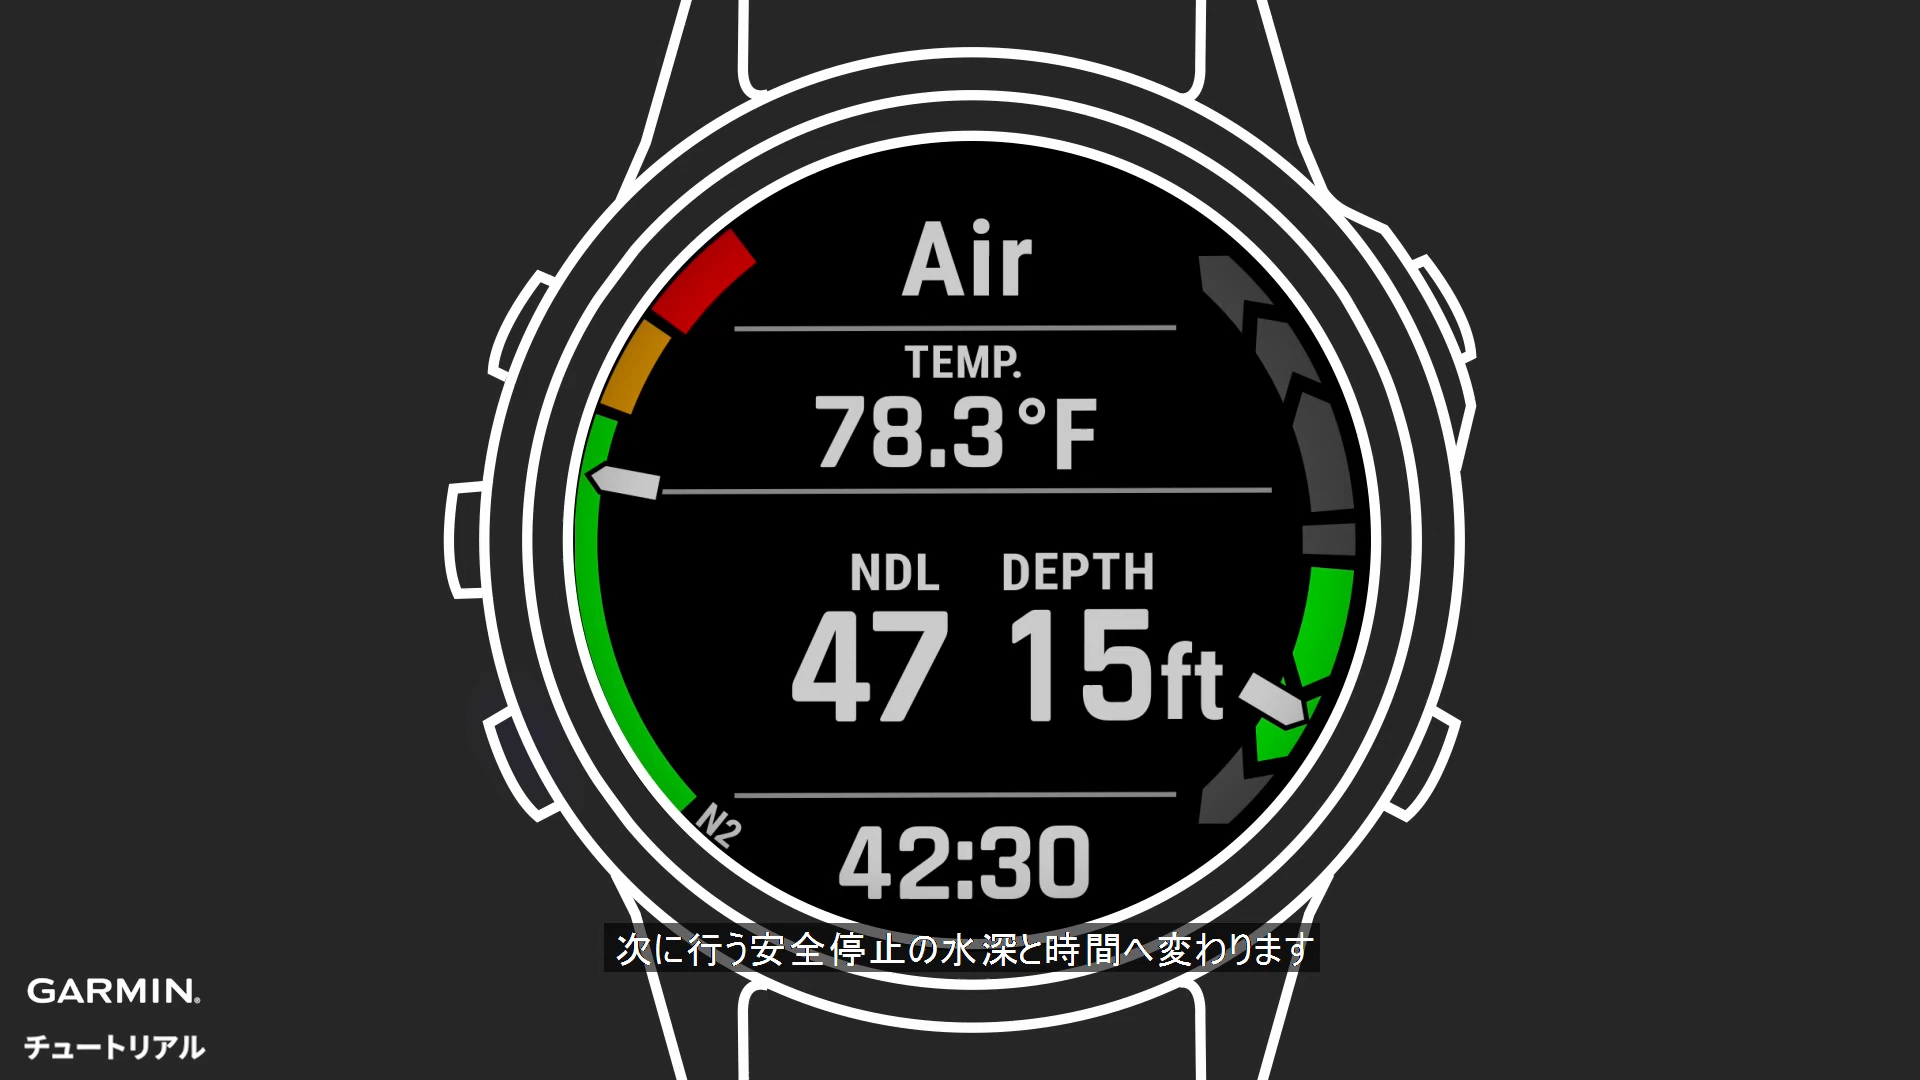 Air
TEMP.
78.3°F
NDL DEPTH
47 15ft
N2
42:30
次に行う安全停止の水深と時間へ変わります
GARMIN.
チュートリアル